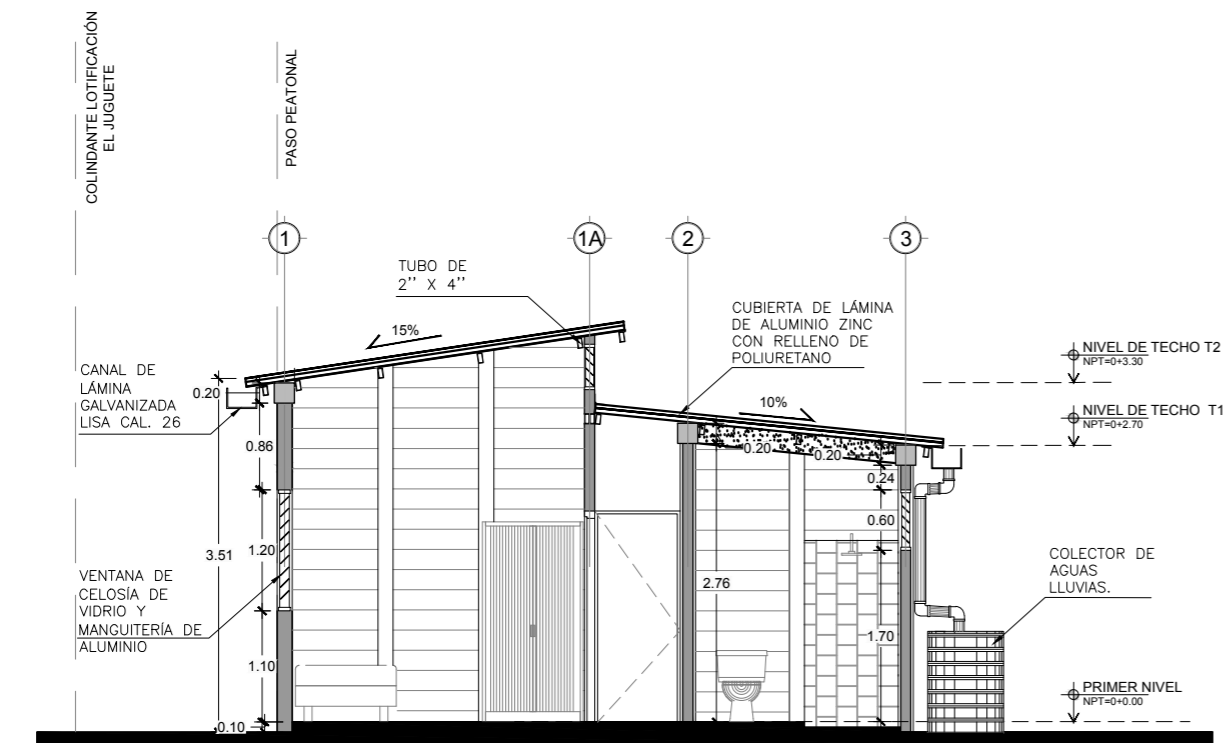 COLINDANTE LOTIFICACIÓN
EL JUGUETE
PASO PEATONAL
1
1A
2
3
TUBO DE
2'' X 4''
15%
CUBIERTA DE LÁMINA
DE ALUMINIO ZINC
CON RELLENO DE
POLIURETANO
10%
NIVEL DE TECHO T2
NPT=0+3.30
NIVEL DE TECHO T1
NPT=0+2.70
CANAL DE
LÁMINA
GALVANIZADA
LISA CAL. 26
0.20
0.86
0.20
0.20
0.24
0.60
3.51
1.20
2.76
VENTANA DE
CELOSÍA DE
VIDRIO Y
MANGUITERÍA DE
ALUMINIO
COLECTOR DE
AGUAS
LLUVIAS.
1.10
1.70
0.10
PRIMER NIVEL
NPT=0+0.00